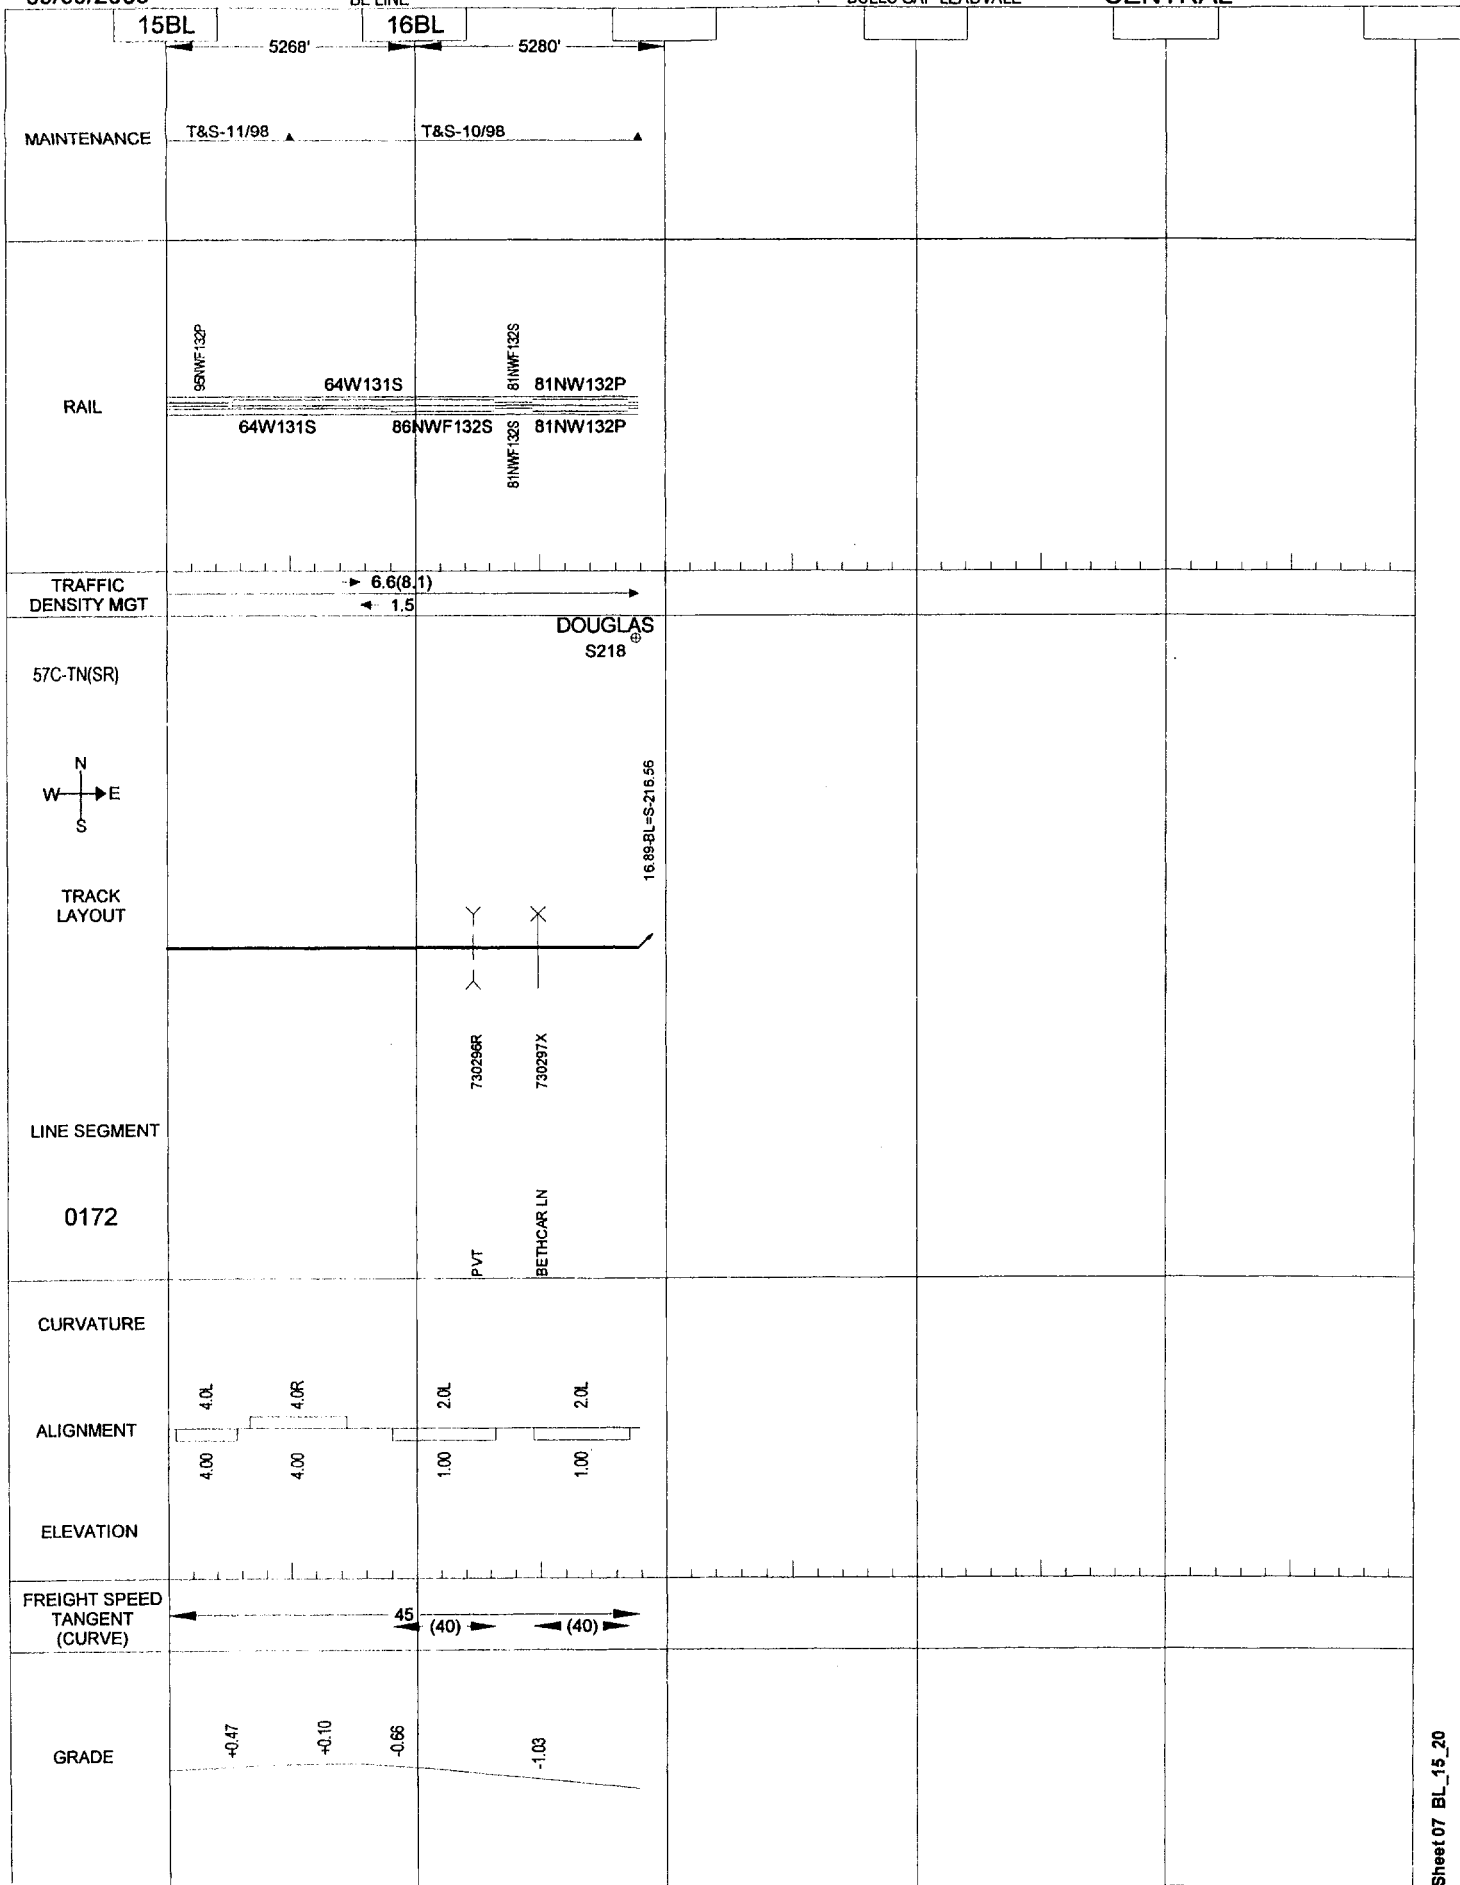 BL LINE
CENTRAL
15BL
16BL
5268'
5280'
MAINTENANCE
T&S-11/98
T&S-10/98
RAIL
95NWF132P
64W131S
81NWF132S
81NW132P
64W131S
86NWF132S
81NWF132S
81NW132P
TRAFFIC
DENSITY MGT
6.6(8.1)
1.5
DOUGLAS
S218
57C-TN(SR)
N
W E
S
16.89-BL=S-216.56
TRACK
LAYOUT
730296R
730297X
LINE SEGMENT
0172
PVT
BETHCAR LN
CURVATURE
4.0L
4.0R
2.0L
2.0L
ALIGNMENT
4.00
4.00
1.00
1.00
ELEVATION
FREIGHT SPEED
TANGENT
(CURVE)
45
(40)
(40)
GRADE
+0.47
+0.10
-0.66
-1.03
Sheet 07 BL_15_20